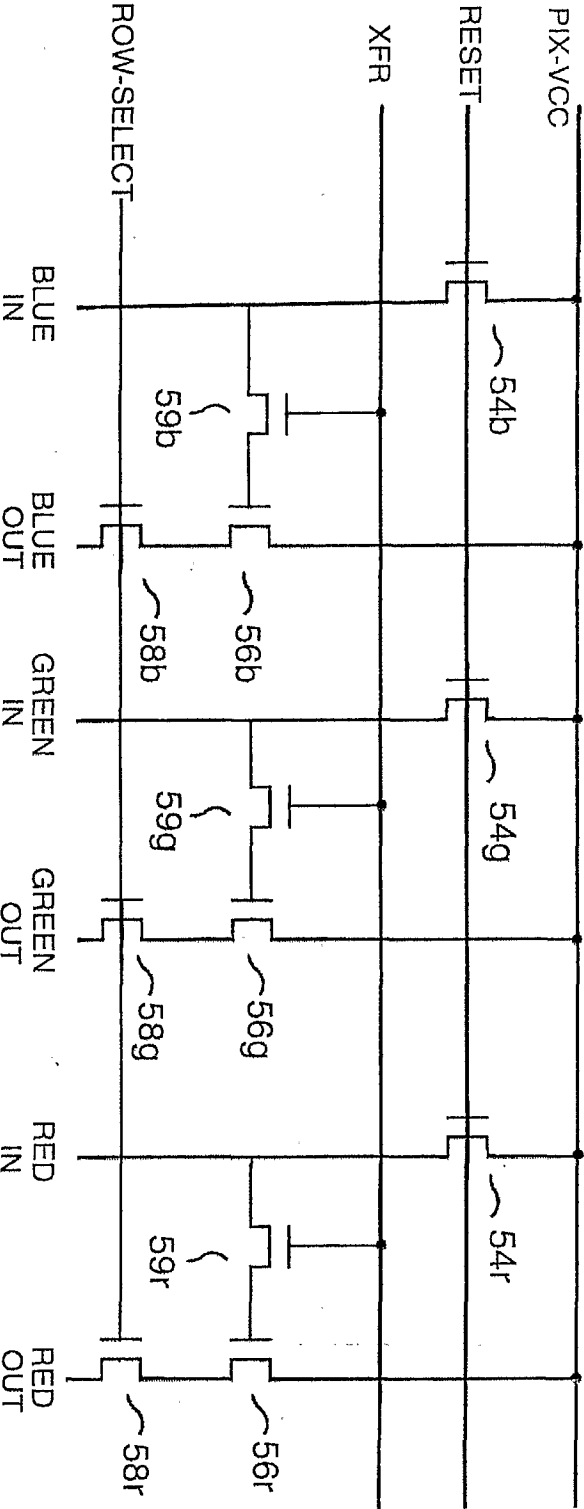 PIX-VCC
RESET
XFR
ROW-SELECT
54b
54g
54r
59b
56b
58b
59g
56g
58g
59r
56r
58r
BLUE
IN
BLUE
OUT
GREEN
IN
GREEN
OUT
RED
IN
RED
OUT